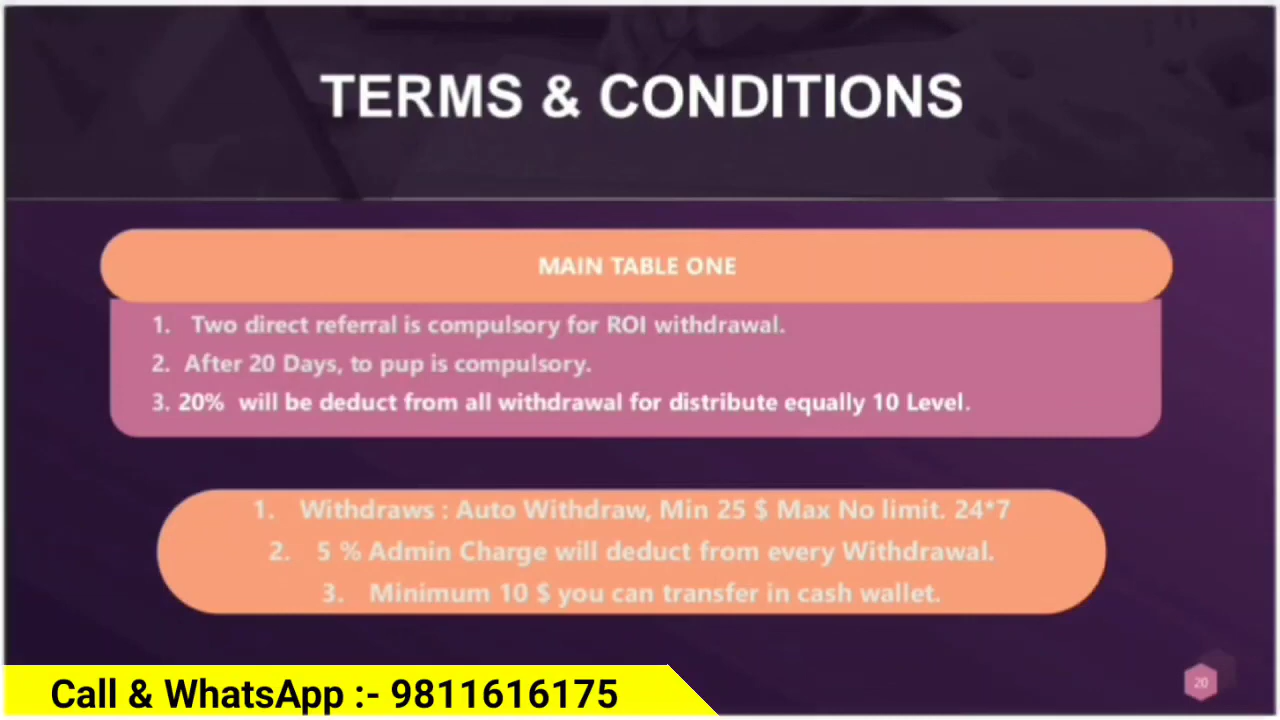 TERMS & CONDITIONS
MAIN TABLE ONE
1. Two direct referral is compulsory for ROI withdrawal.
2. After 20 Days, to pup is compulsory.
3. 20% will be deduct from all withdrawal for distribute equally 10 Level.
1. Withdraws : Auto Withdraw, Min 25 $ Max No limit. 24*7
2. 5 % Admin Charge will deduct from every Withdrawal.
3. Minimum 10 $ you can transfer in cash wallet.
20
Call & WhatsApp :- 9811616175